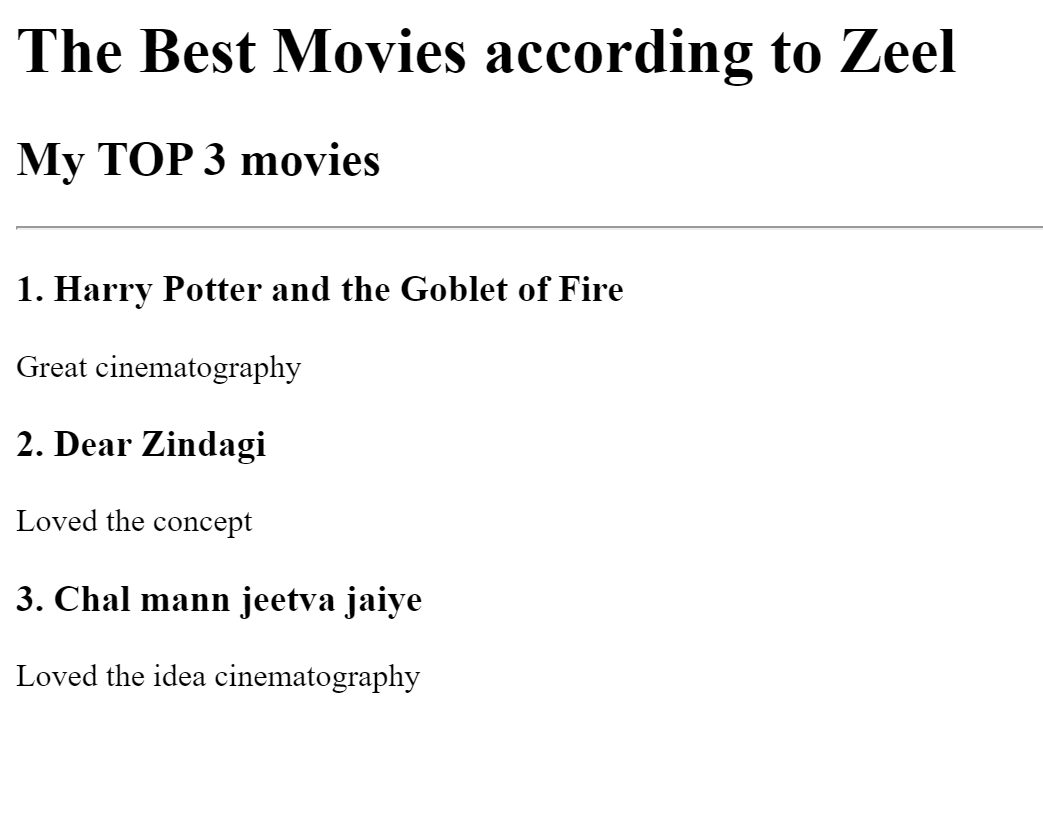 The Best Movies according to Zeel
My TOP 3 movies
1. Harry Potter and the Goblet of Fire
Great cinematography
2. Dear Zindagi
Loved the concept
3. Chal mann jeetva jaiye
Loved the idea cinematography